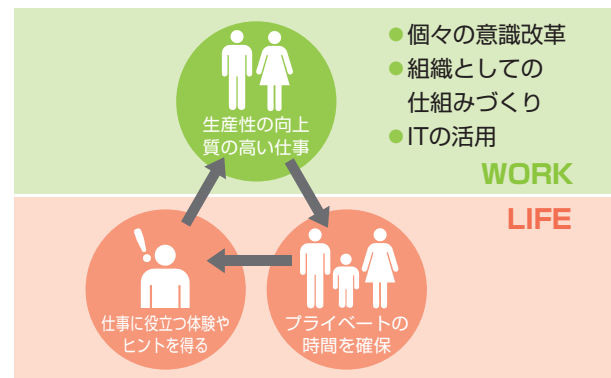 ●個々の意識改革
●組織としての
仕組みづくり
●ITの活用
生産性の向上
質の高い仕事
WORK
LIFE
仕事に役立つ体験や
ヒントを得る
プライベートの
時間を確保